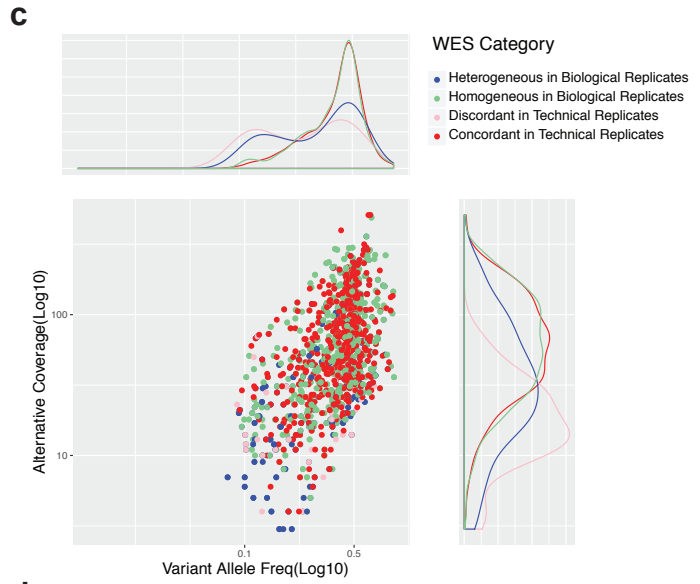 c
WES Category
Heterogeneous in Biological Replicates
Homogeneous in Biological Replicates
Discordant in Technical Replicates
Concordant in Technical Replicates
Alternative Coverage(Log10)
100
10
0.1
0.5
Variant Allele Freq(Log10)